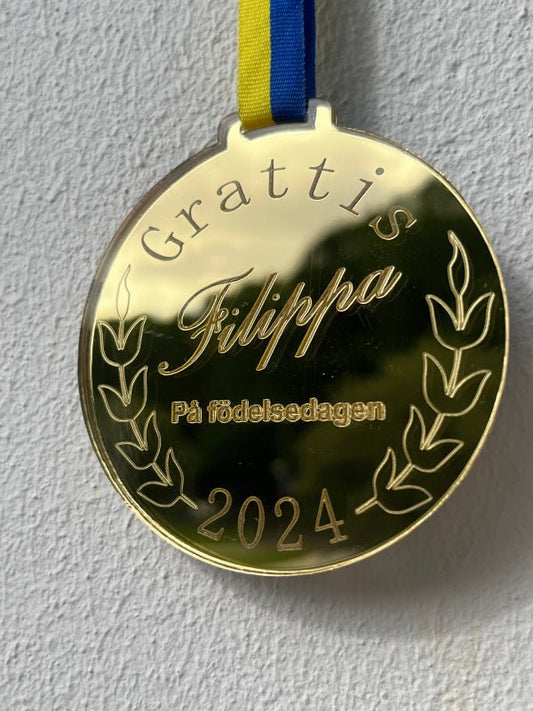 Grattis
Filippa
På födelsedagen
2024